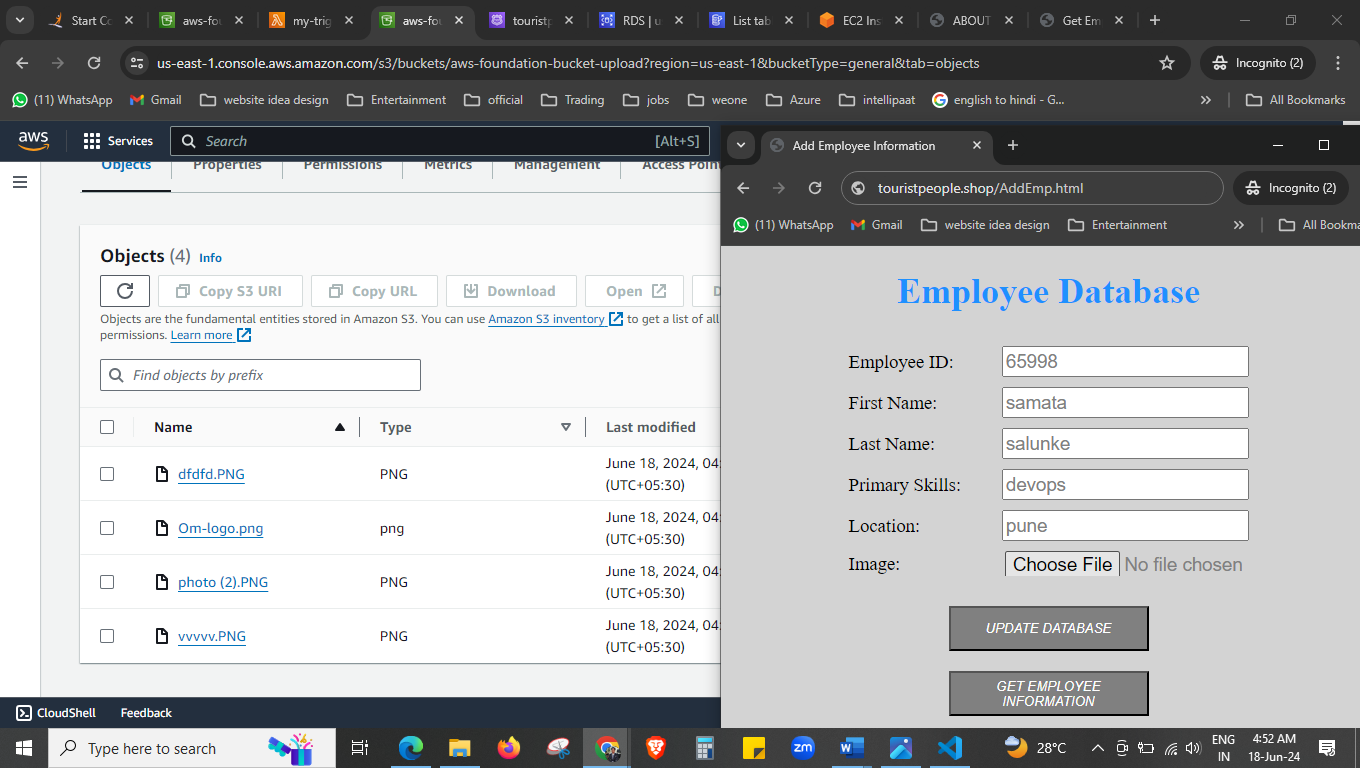 Start Co
aws-fou
my-trig
aws-fou
touristp
RDS | u
List tab
EC2 Ins
ABOUT
Get Em
us-east-1.console.aws.amazon.com/s3/buckets/aws-foundation-bucket-upload?region=us-east-1&bucketType=general&tab=objects
Incognito (2)
(11) WhatsApp
Gmail
website idea design
Entertainment
official
Trading
jobs
weone
Azure
intellipaat
english to hindi - G...
All Bookmarks
aws
Services
Search
[Alt+S]
Objects
Properties
Permissions
Metrics
Management
Access Poin
Objects (4) Info
Copy S3 URI
Copy URL
Download
Open
D
Objects are the fundamental entities stored in Amazon S3. You can use Amazon S3 inventory to get a list of all
permissions. Learn more
Find objects by prefix
Name
Type
Last modified
dfdfd.PNG
PNG
June 18, 2024, 04:
(UTC+05:30)
Om-logo.png
png
June 18, 2024, 04:
(UTC+05:30)
photo (2).PNG
PNG
June 18, 2024, 04:
(UTC+05:30)
vvvvv.PNG
PNG
June 18, 2024, 04:
(UTC+05:30)
CloudShell
Feedback
Add Employee Information
touristpeople.shop/AddEmp.html
Incognito (2)
(11) WhatsApp
Gmail
website idea design
Entertainment
All Bookma
Employee Database
Employee ID: 65998
First Name: samata
Last Name: salunke
Primary Skills: devops
Location: pune
Image: Choose File No file chosen
UPDATE DATABASE
GET EMPLOYEE
INFORMATION
Type here to search
zm
28°C
ENG
IN
4:52 AM
18-Jun-24